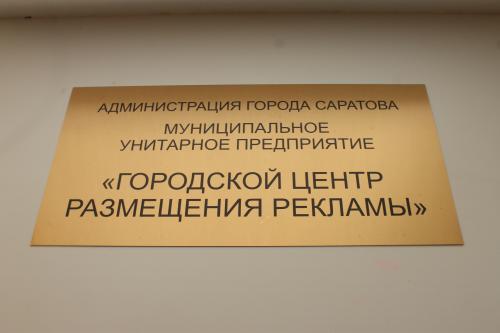 АДМИНИСТРАЦИЯ ГОРОДА САРАТОВА
МУНИЦИПАЛЬНОЕ
УНИТАРНОЕ ПРЕДПРИЯТИЕ
«ГОРОДСКОЙ ЦЕНТР
РАЗМЕЩЕНИЯ РЕКЛАМЫ»